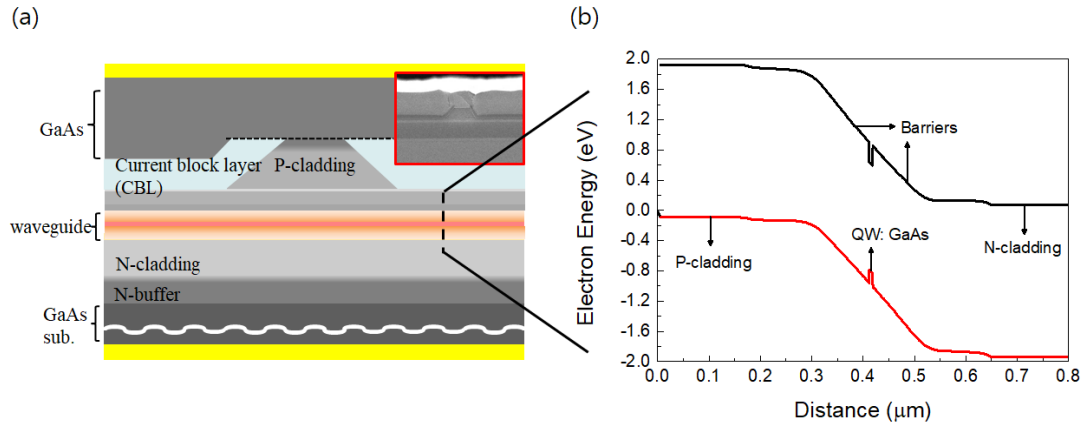 (a)
GaAs
Current block layer
(CBL)
P-cladding
waveguide
N-cladding
N-buffer
GaAs
sub.
(b)
Electron Energy (eV)
2.0
1.6
1.2
0.8
0.4
0.0
-0.4
-0.8
-1.2
-1.6
-2.0
Barriers
QW: GaAs
P-cladding
N-cladding
0.0 0.1 0.2 0.3 0.4 0.5 0.6 0.7 0.8
Distance (μm)